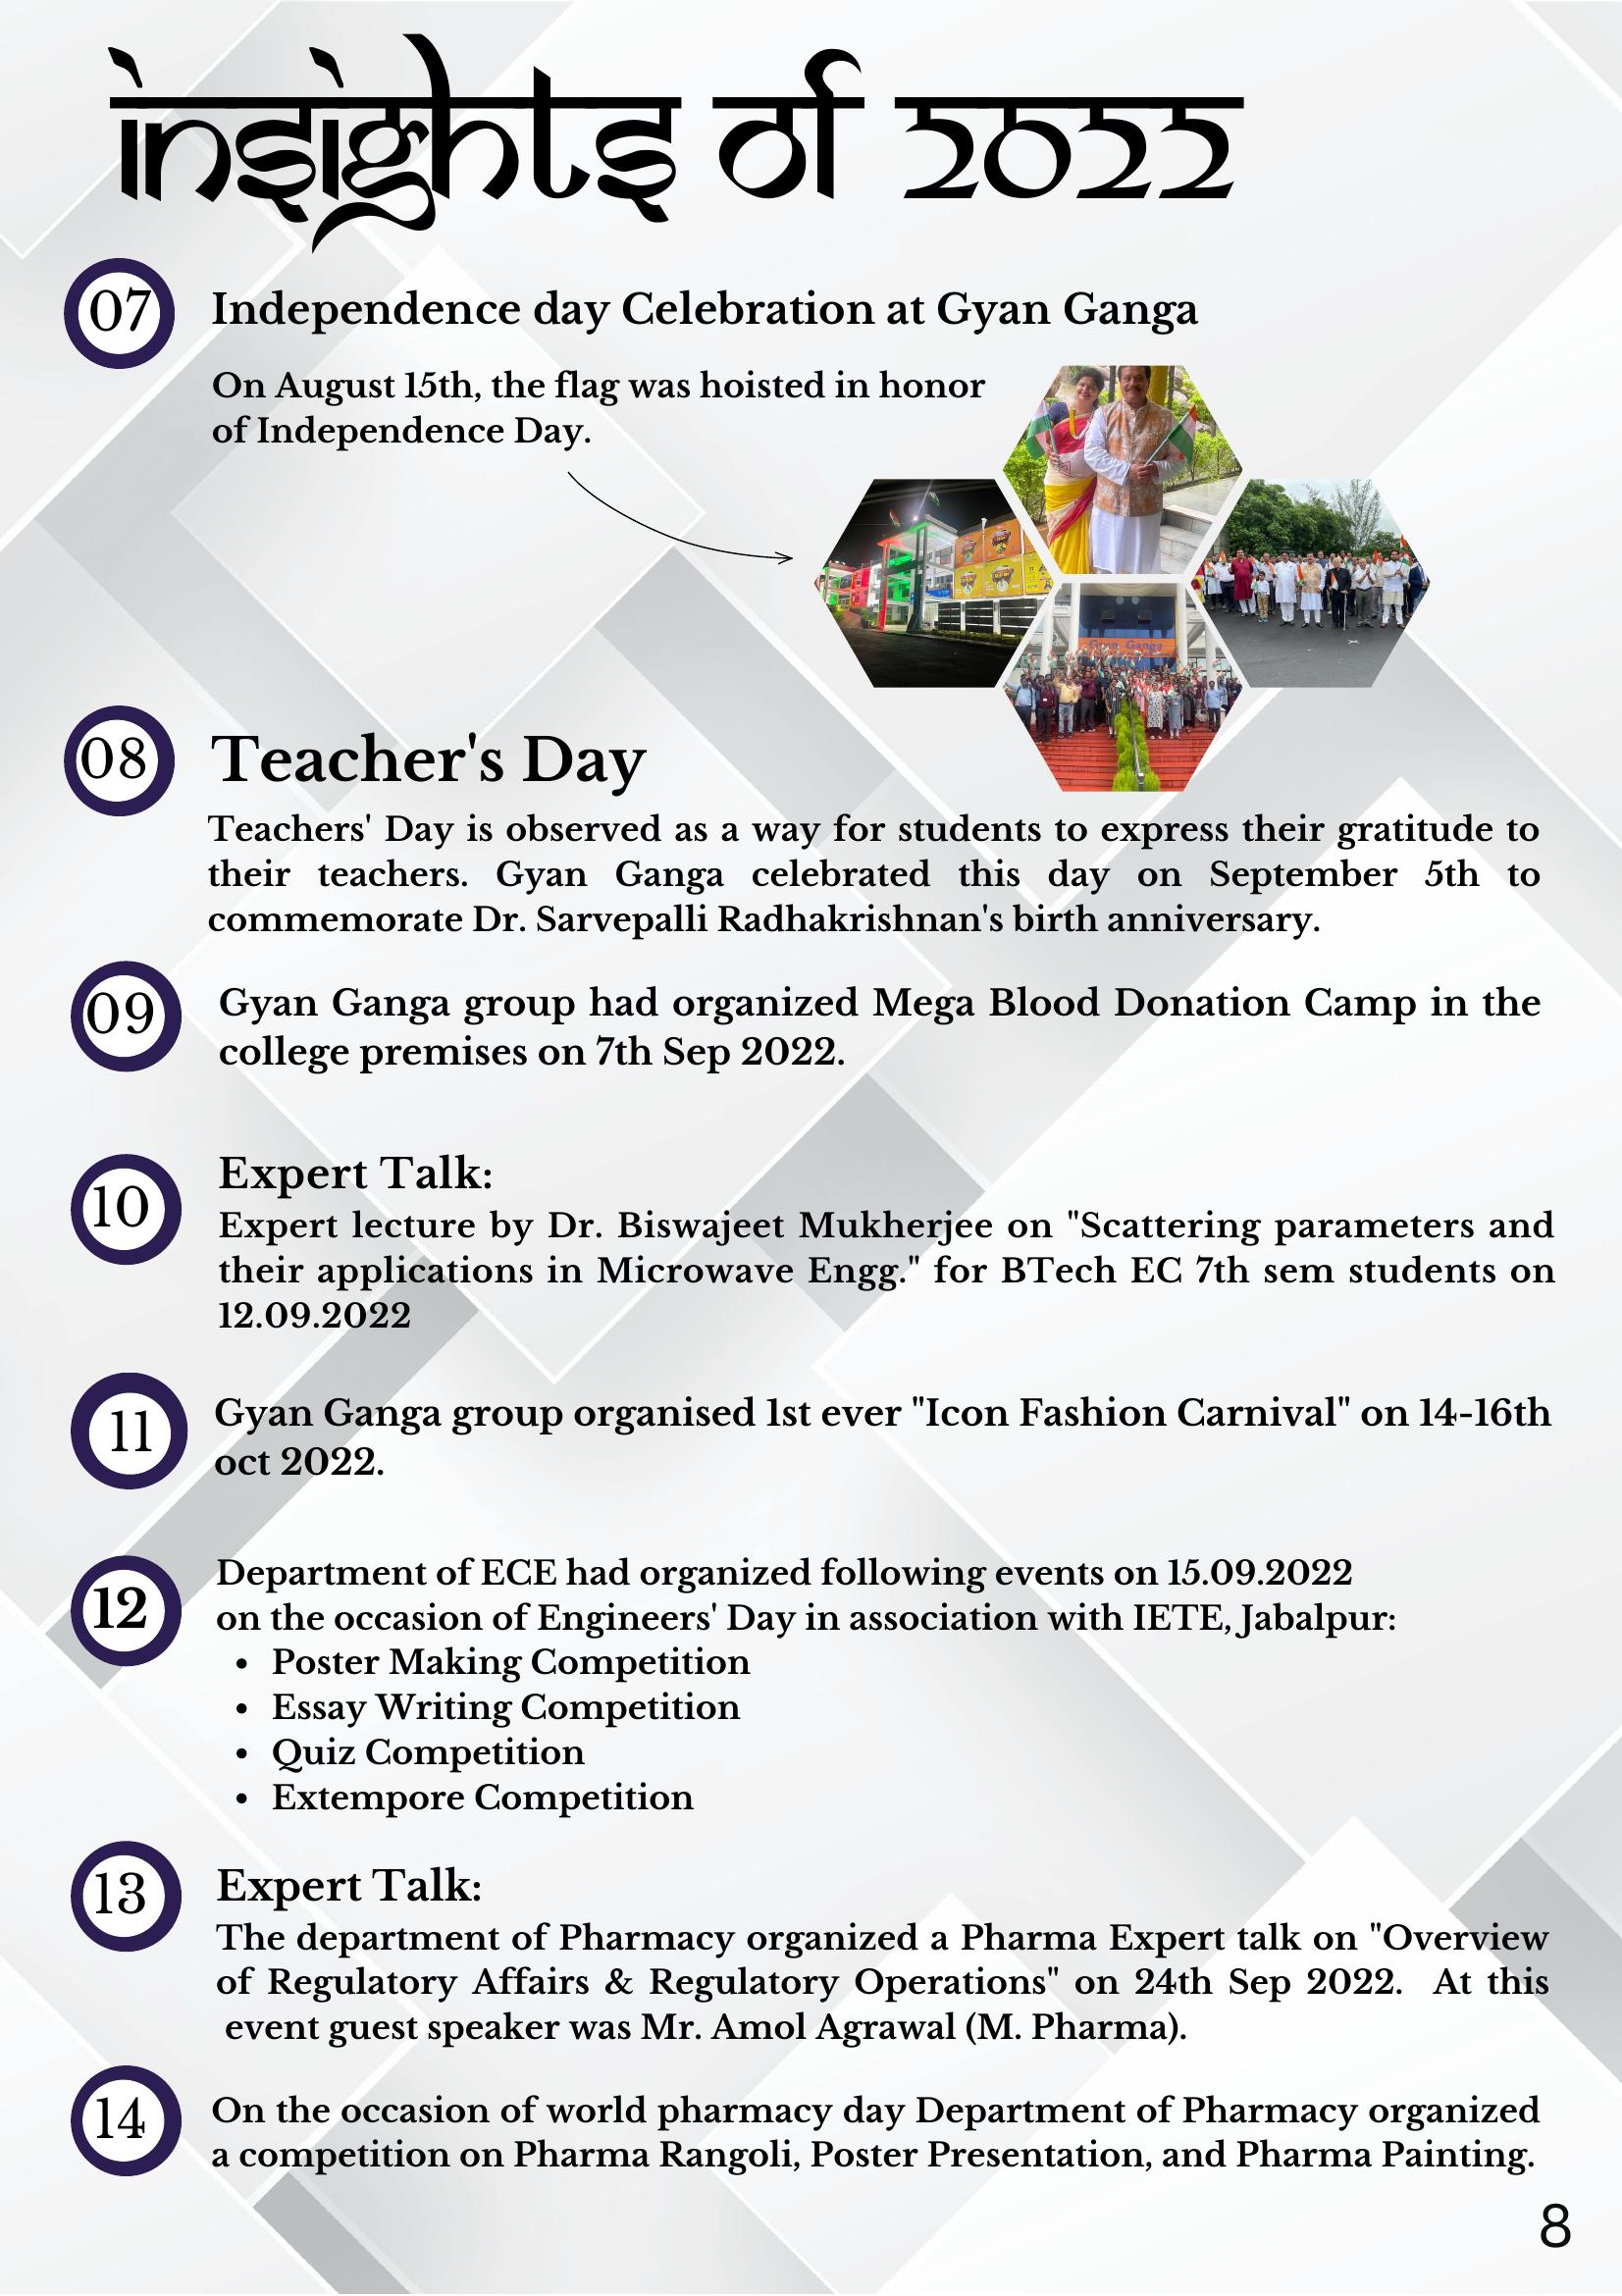 insights of 2022
07
Independence day Celebration at Gyan Ganga
On August 15th, the flag was hoisted in honor
of Independence Day.
Gyan Ganga
08
Teacher's Day
Teachers' Day is observed as a way for students to express their gratitude to
their teachers. Gyan Ganga celebrated this day on September 5th to
commemorate Dr. Sarvepalli Radhakrishnan's birth anniversary.
09
Gyan Ganga group had organized Mega Blood Donation Camp in the
college premises on 7th Sep 2022.
10
Expert Talk:
Expert lecture by Dr. Biswajeet Mukherjee on "Scattering parameters and
their applications in Microwave Engg." for BTech EC 7th sem students on
12.09.2022
11
Gyan Ganga group organised 1st ever "Icon Fashion Carnival" on 14-16th
oct 2022.
12
Department of ECE had organized following events on 15.09.2022
on the occasion of Engineers' Day in association with IETE, Jabalpur:
• Poster Making Competition
• Essay Writing Competition
• Quiz Competition
• Extempore Competition
13
Expert Talk:
The department of Pharmacy organized a Pharma Expert talk on "Overview
of Regulatory Affairs & Regulatory Operations" on 24th Sep 2022. At this
event guest speaker was Mr. Amol Agrawal (M. Pharma).
14
On the occasion of world pharmacy day Department of Pharmacy organized
a competition on Pharma Rangoli, Poster Presentation, and Pharma Painting.
8